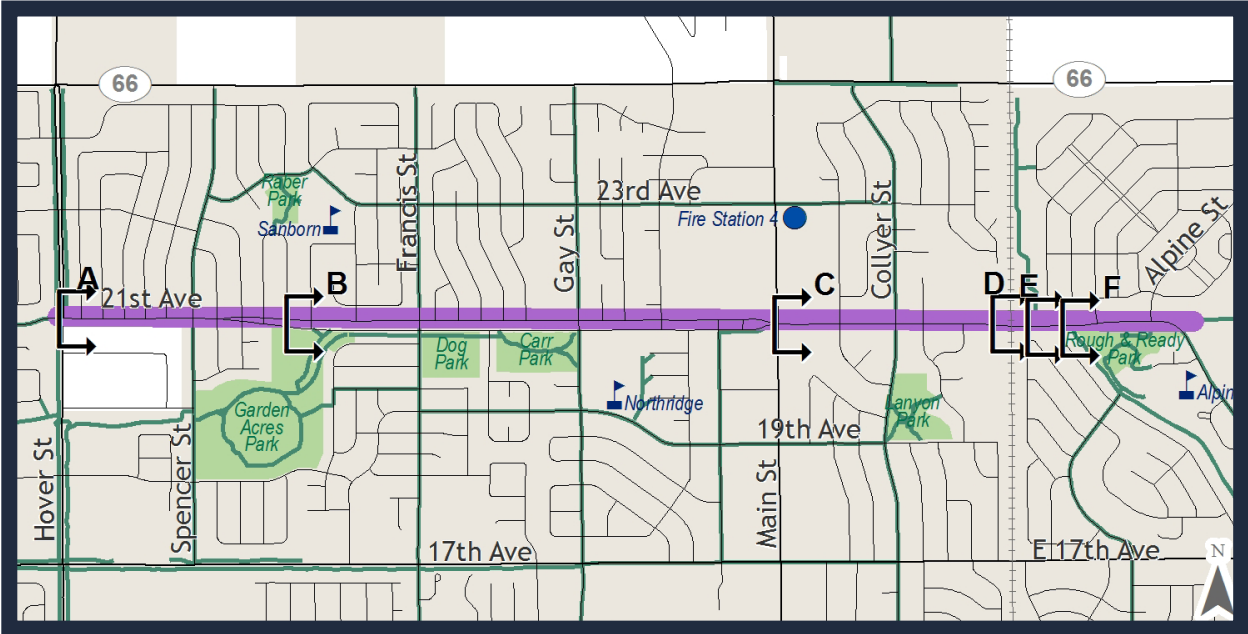 66
66
Raper
Park
Sanborn
Francis St
23rd Ave
Fire Station 4
Gay St
Collyer St
Alpine St
A
21st Ave
B
C
D
E
F
Dog
Park
Carr
Park
Rough & Ready
Park
Garden
Acres
Park
Northridge
Lanyon
Park
Alpin
19th Ave
Hover St
Spencer St
Main St
17th Ave
E 17th Ave
N